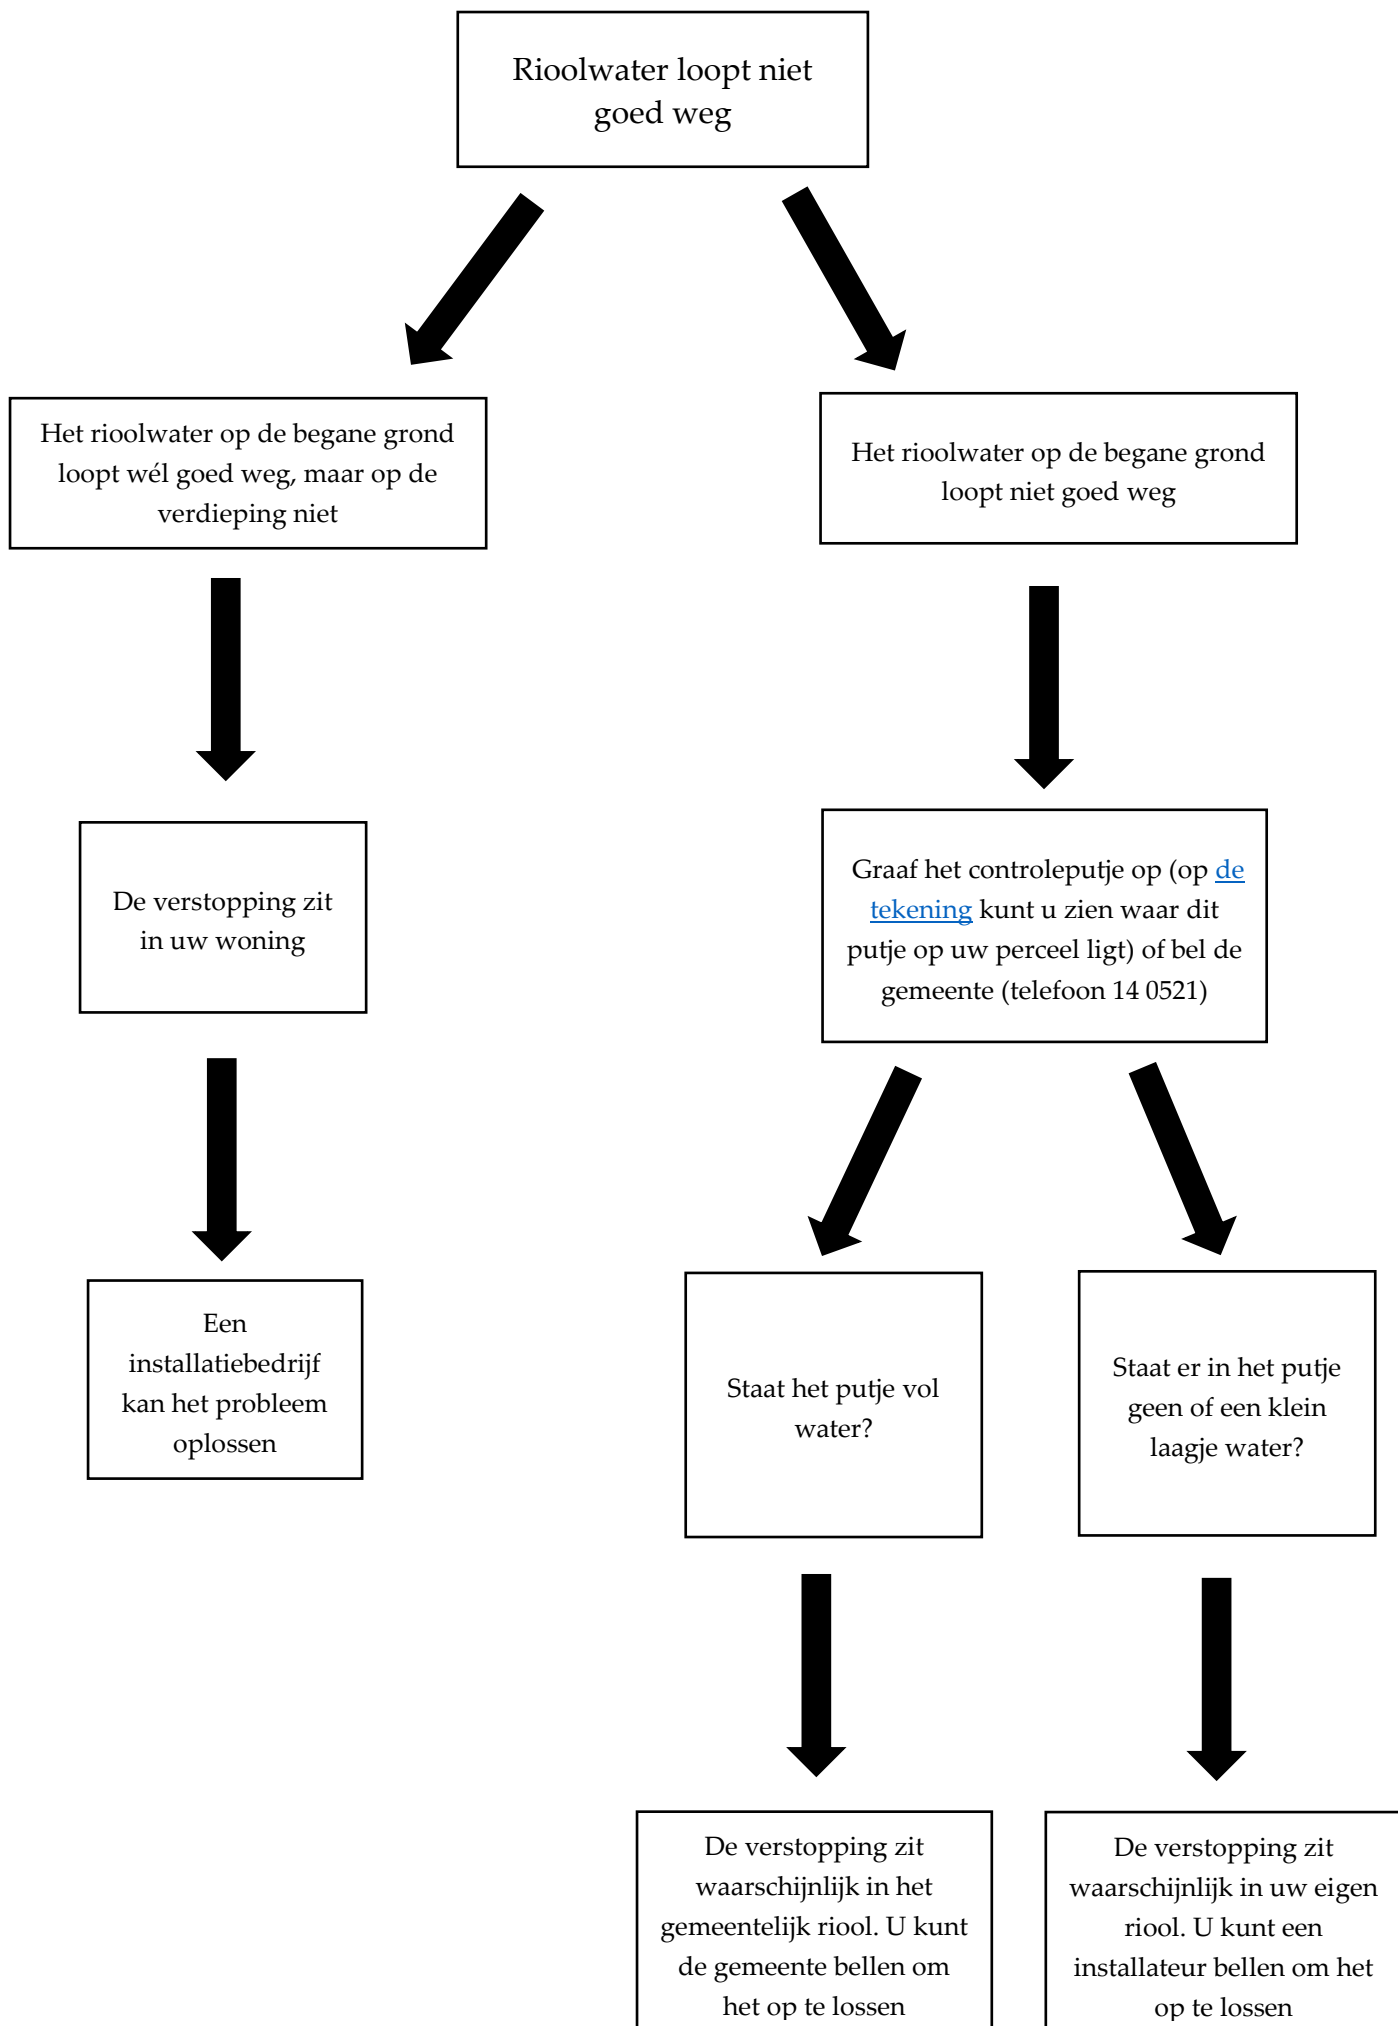 Rioolwater loopt niet
goed weg
Het rioolwater op de begane grond
loopt wél goed weg, maar op de
verdieping niet
Het rioolwater op de begane grond
loopt niet goed weg
De verstopping zit
in uw woning
Graaf het controleputje op (op de
tekening kunt u zien waar dit
putje op uw perceel ligt) of bel de
gemeente (telefoon 14 0521)
Een
installatiebedrijf
kan het probleem
oplossen
Staat het putje vol
water?
Staat er in het putje
geen of een klein
laagje water?
De verstopping zit
waarschijnlijk in het
gemeentelijk riool. U kunt
de gemeente bellen om
het op te lossen
De verstopping zit
waarschijnlijk in uw eigen
riool. U kunt een
installateur bellen om het
op te lossen